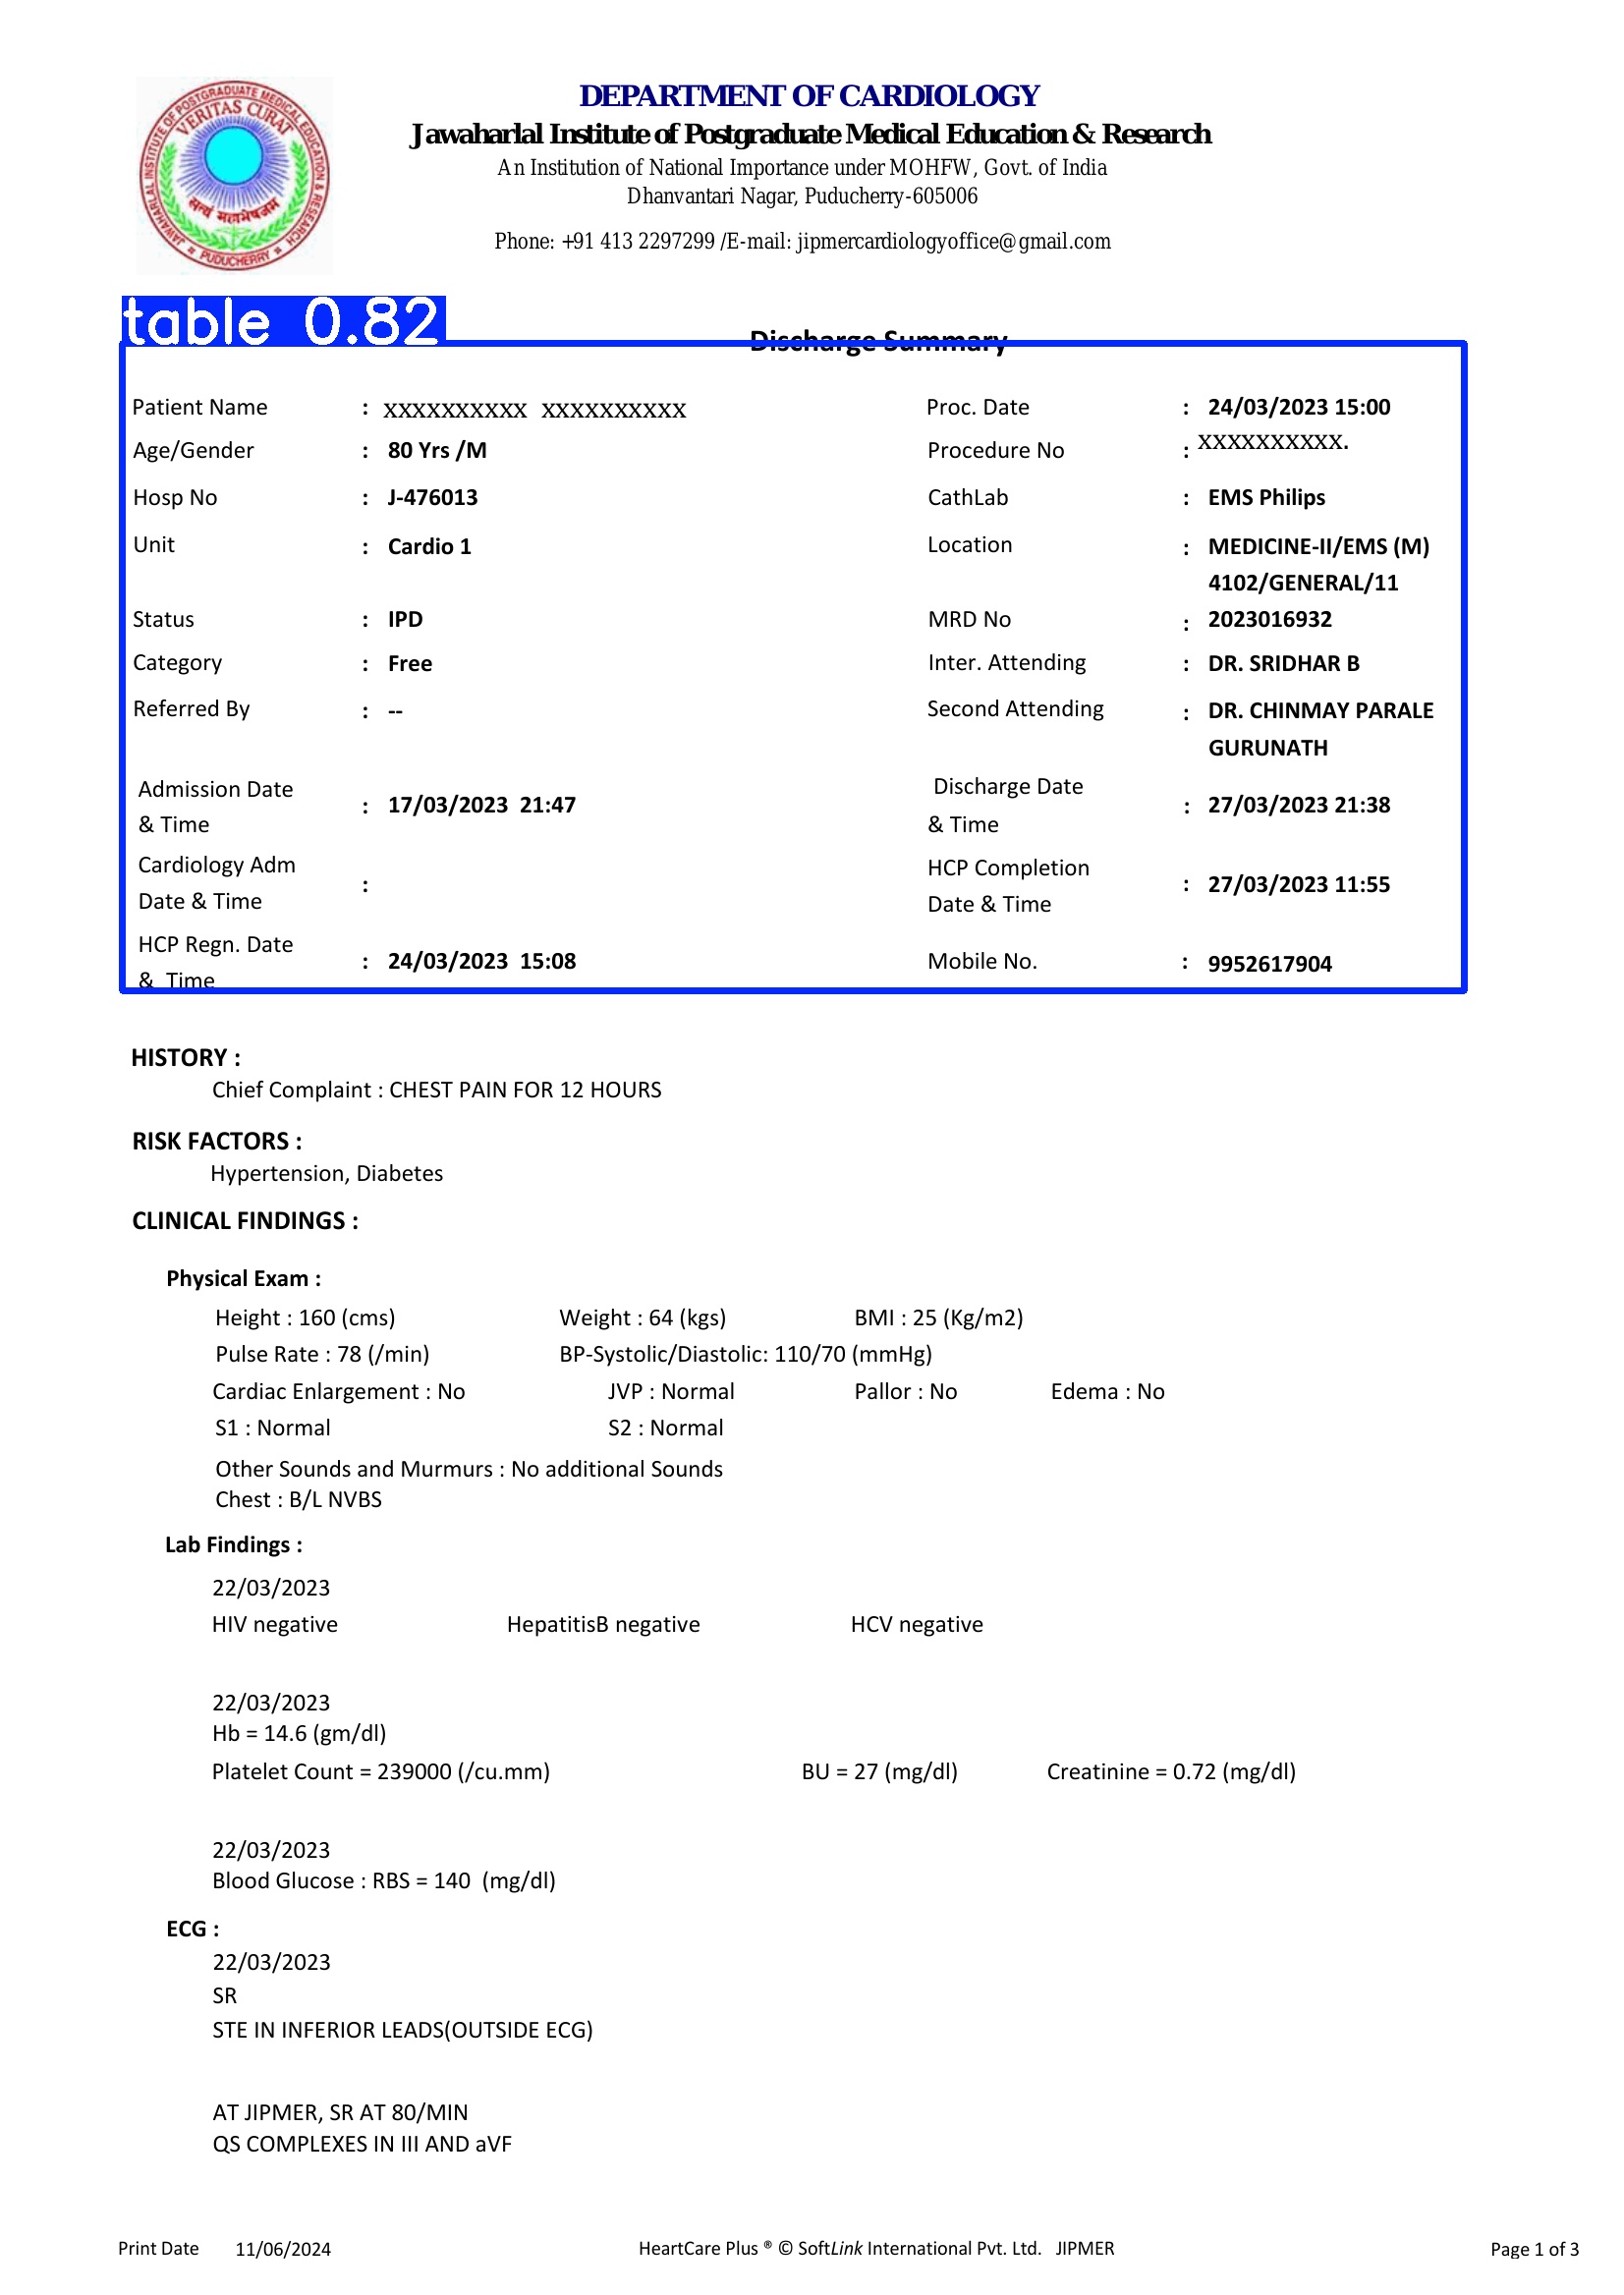 JAWAHARLAL INSTITUTE OF POSTGRADUATE MEDICAL EDUCATION & RESEARCH
VERITAS CURAT
PUDUCHERRY
DEPARTMENT OF CARDIOLOGY
Jawaharlal Institute of Postgraduate Medical Education & Research
An Institution of National Importance under MOHFW, Govt. of India
Dhanvantari Nagar, Puducherry-605006
Phone: +91 413 2297299 /E-mail: jipmercardiologyoffice@gmail.com
table 0.82
Discharge Summary
Patient Name : xxxxxxxxxx xxxxxxxxxx Proc. Date : 24/03/2023 15:00
Age/Gender : 80 Yrs /M Procedure No : xxxxxxxxxx.
Hosp No : J-476013 CathLab : EMS Philips
Unit : Cardio 1 Location : MEDICINE-II/EMS (M)
4102/GENERAL/11
Status : IPD MRD No : 2023016932
Category : Free Inter. Attending : DR. SRIDHAR B
Referred By : -- Second Attending : DR. CHINMAY PARALE
GURUNATH
Admission Date & Time : 17/03/2023 21:47 Discharge Date & Time : 27/03/2023 21:38
Cardiology Adm Date & Time : HCP Completion Date & Time : 27/03/2023 11:55
HCP Regn. Date & Time : 24/03/2023 15:08 Mobile No. : 9952617904
HISTORY :
Chief Complaint : CHEST PAIN FOR 12 HOURS
RISK FACTORS :
Hypertension, Diabetes
CLINICAL FINDINGS :
Physical Exam :
Height : 160 (cms) Weight : 64 (kgs) BMI : 25 (Kg/m2)
Pulse Rate : 78 (/min) BP-Systolic/Diastolic: 110/70 (mmHg)
Cardiac Enlargement : No JVP : Normal Pallor : No Edema : No
S1 : Normal S2 : Normal
Other Sounds and Murmurs : No additional Sounds
Chest : B/L NVBS
Lab Findings :
22/03/2023
HIV negative HepatitisB negative HCV negative
22/03/2023
Hb = 14.6 (gm/dl)
Platelet Count = 239000 (/cu.mm) BU = 27 (mg/dl) Creatinine = 0.72 (mg/dl)
22/03/2023
Blood Glucose : RBS = 140 (mg/dl)
ECG :
22/03/2023
SR
STE IN INFERIOR LEADS(OUTSIDE ECG)
AT JIPMER, SR AT 80/MIN
QS COMPLEXES IN III AND aVF
Print Date 11/06/2024 HeartCare Plus ® © SoftLink International Pvt. Ltd. JIPMER Page 1 of 3